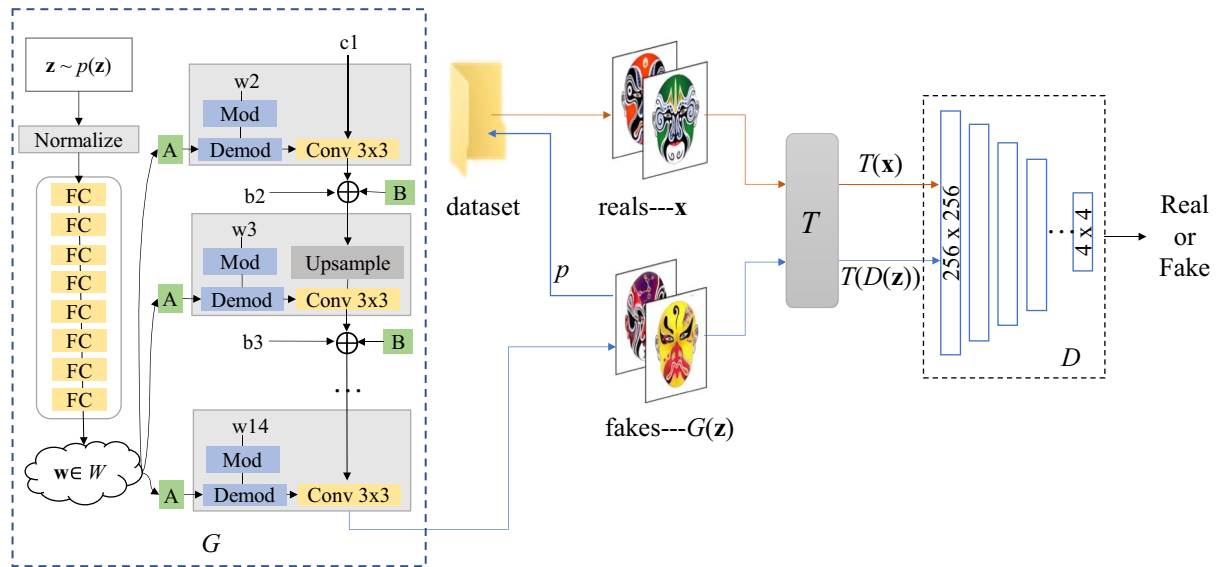 z ~ p(z)
Normalize
FC
FC
FC
FC
FC
FC
FC
FC
w∈ W
c1
w2
Mod
A
Demod
Conv 3x3
b2
B
w3
Mod
Upsample
A
Demod
Conv 3x3
b3
B
...
w14
Mod
A
Demod
Conv 3x3
G
dataset
p
reals---x
fakes---G(z)
T
T(x)
T(D(z))
256 x 256
...
4 x 4
D
Real
or
Fake